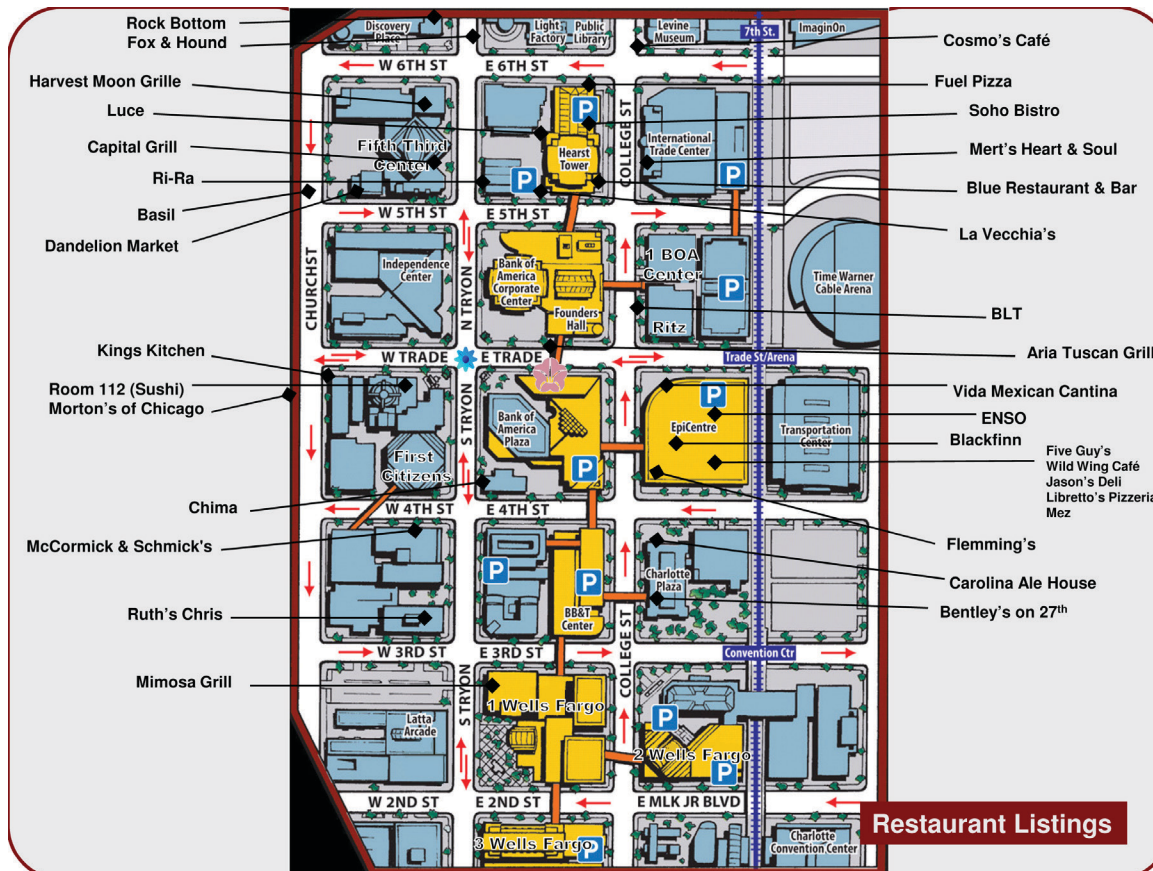 Rock Bottom
Fox & Hound
Harvest Moon Grille
Luce
Capital Grill
Ri-Ra
Basil
Dandelion Market
Kings Kitchen
Room 112 (Sushi)
Morton's of Chicago
Chima
McCormick & Schmick's
Ruth's Chris
Mimosa Grill
Discovery
Place
Light
Factory
Public
Library
Levine
Museum
7th St.
ImaginOn
W 6TH ST
E 6TH ST
Fifth Third
Center
P
Hearst
Tower
P
International
Trade Center
P
COLLEGE ST
W 5TH ST
E 5TH ST
CHURCHST
Independence
Center
N TRYON
Bank of
America
Corporate
Center
Founders
Hall
1 BOA
Center
P
Ritz
Time Warner
Cable Arena
W TRADE
E TRADE
Trade St/Arena
S TRYON
First
Citizens
Bank of
America
Plaza
P
EpiCentre
P
Transportation
Center
W 4TH ST
E 4TH ST
P
P
BB&T
Center
Charlotte
Plaza
W 3RD ST
E 3RD ST
Convention Ctr
COLLEGE ST
S TRYON
Latta
Arcade
1 Wells Fargo
P
2 Wells Fargo
P
W 2ND ST
E 2ND ST
E MLK JR BLVD
3 Wells Fargo
P
Charlotte
Convention Center
Cosmo's Café
Fuel Pizza
Soho Bistro
Mert's Heart & Soul
Blue Restaurant & Bar
La Vecchia's
BLT
Aria Tuscan Grill
Vida Mexican Cantina
ENSO
Blackfinn
Five Guy's
Wild Wing Café
Jason's Deli
Libretto's Pizzeria
Mez
Flemming's
Carolina Ale House
Bentley's on 27th
Restaurant Listings